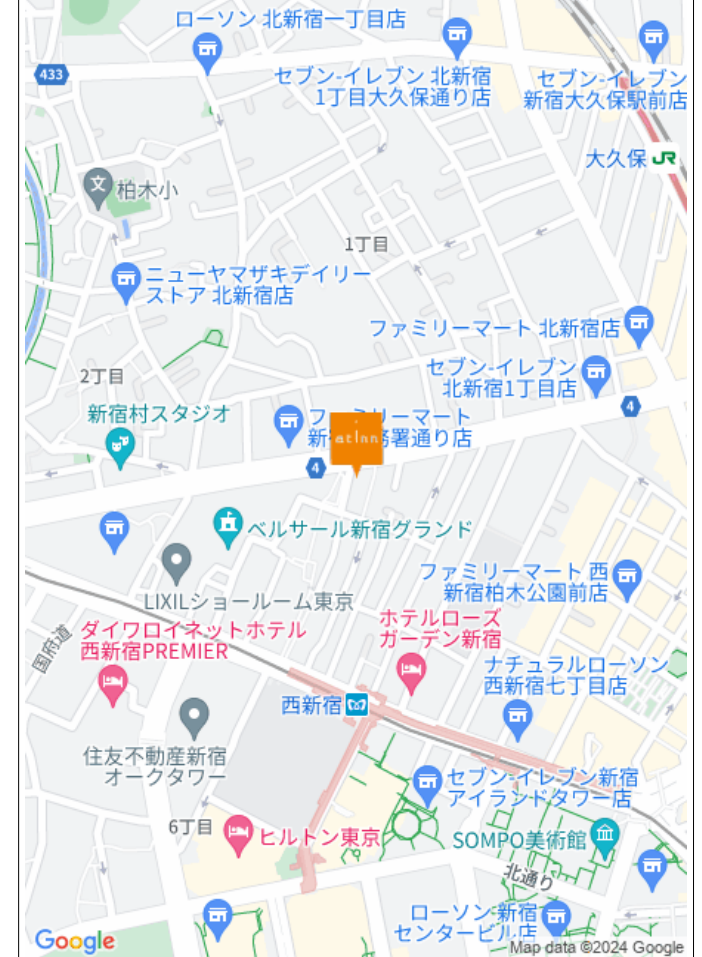 ローソン 北新宿一丁目店
433
セブン-イレブン 北新宿
1丁目大久保通り店
セブン-イレブン
新宿大久保駅前店
大久保 JR
文
柏木小
1丁目
ニューヤマザキデイリー
ストア 北新宿店
ファミリーマート 北新宿店
セブン-イレブン
北新宿1丁目店
2丁目
4
新宿村スタジオ
ファミリーマート
新 署通り店
at Inn
4
ベルサール新宿グランド
ファミリーマート 西
新宿柏木公園前店
LIXILショールーム東京
国府道
ダイワロイネットホテル
西新宿PREMIER
ホテルローズ
ガーデン新宿
ナチュラルローソン
西新宿七丁目店
西新宿
住友不動産新宿
オークタワー
セブン-イレブン新宿
アイランドタワー店
6丁目
ヒルトン東京
SOMPO美術館
北通り
ローソン 新宿
センタービル店
Google
Map data ©2024 Google